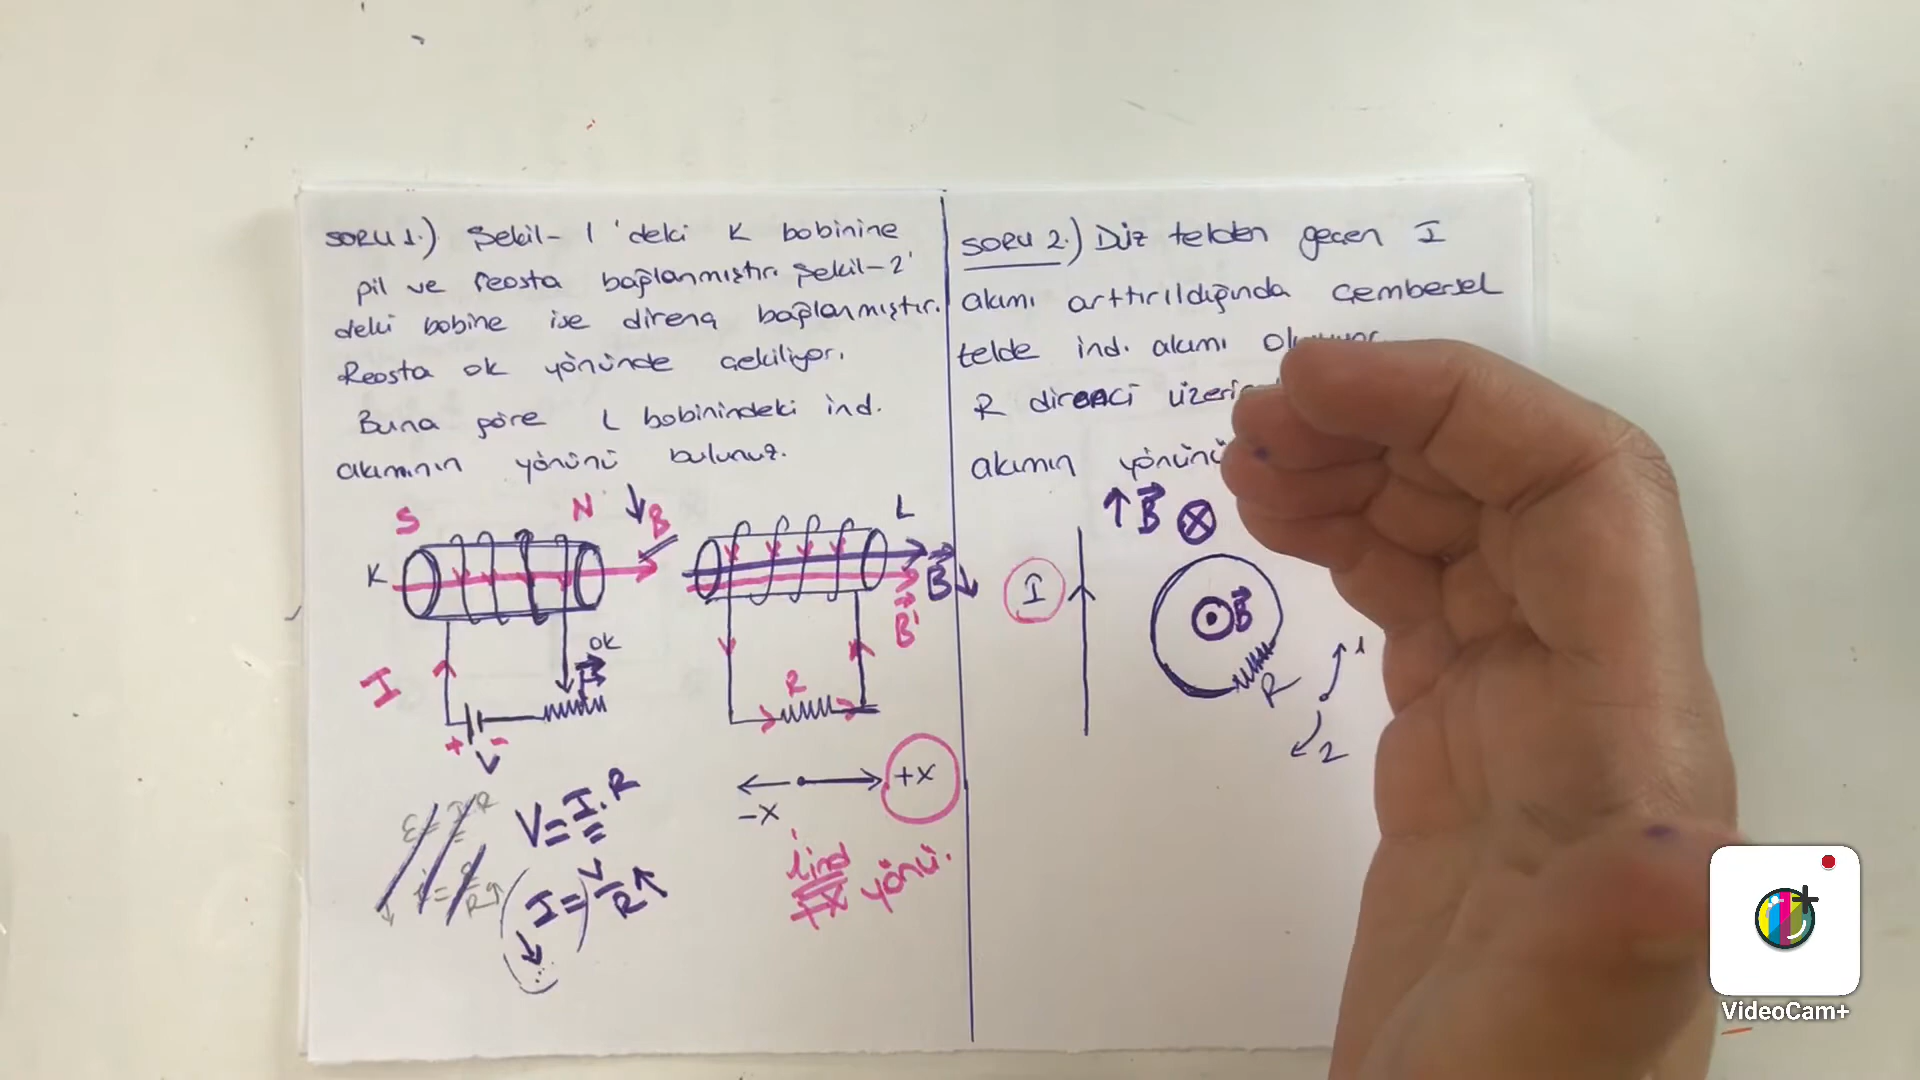 SORU 1.) Şekil-1'deki K bobinine
pil ve Reosta bağlanmıştır. Şekil-2'
deki bobine ise direnç bağlanmıştır.
Reosta ok yönünde çekiliyor.
Buna göre L bobinindeki ind.
akımının yönünü bulunuz.
S N ↓B
K
OK
I
+ -
V
L
B↓
B'
R
-X +X
V=I.R
I=V/R↑
↓
iind
+X yönü.
SORU 2.) Düz telden geçen I
akımı arttırıldığında çembersel
telde ind. akımı
R direnci
akımın yönünü
↑B ⊗
I
⊙B
R
1
2
VideoCam+